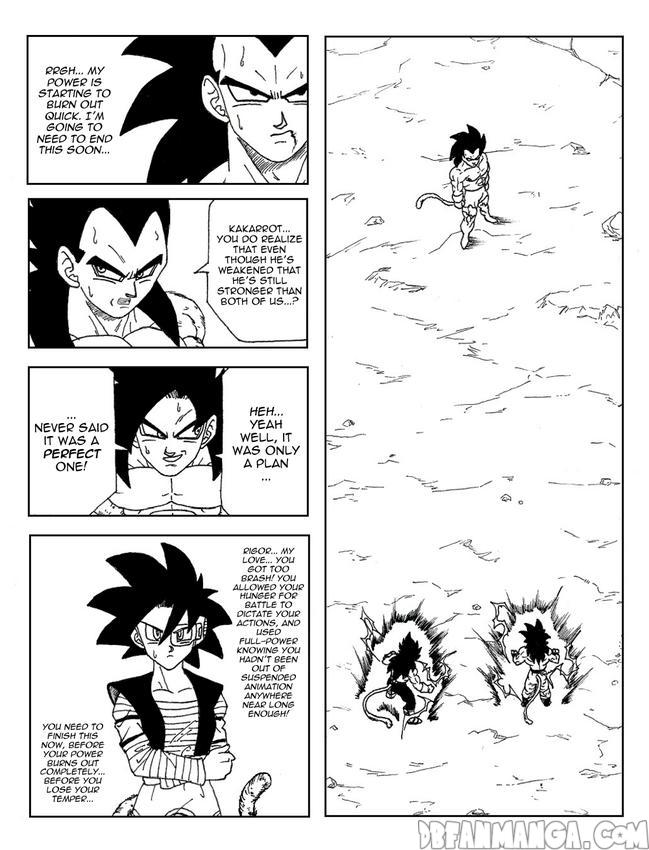 RRGH... MY
POWER IS
STARTING TO
BURN OUT
QUICK. I'M
GOING TO
NEED TO END
THIS SOON...
KAKARROT...
YOU DO REALIZE
THAT EVEN
THOUGH HE'S
WEAKENED THAT
HE'S STILL
STRONGER THAN
BOTH OF US...?
HEH...
YEAH
WELL, IT
WAS ONLY
A PLAN
...
...
NEVER SAID
IT WAS A
PERFECT
ONE!
RIGOR... MY
LOVE... YOU
GOT TOO
BRASH! YOU
ALLOWED YOUR
HUNGER FOR
BATTLE TO
DICTATE YOUR
ACTIONS, AND
USED
FULL-POWER
KNOWING YOU
HADN'T BEEN
OUT OF
SUSPENDED
ANIMATION
ANYWHERE
NEAR LONG
ENOUGH!
YOU NEED TO
FINISH THIS
NOW, BEFORE
YOUR POWER
BURNS OUT
COMPLETELY...
BEFORE YOU
LOSE YOUR
TEMPER...
DBFANMANGA.COM